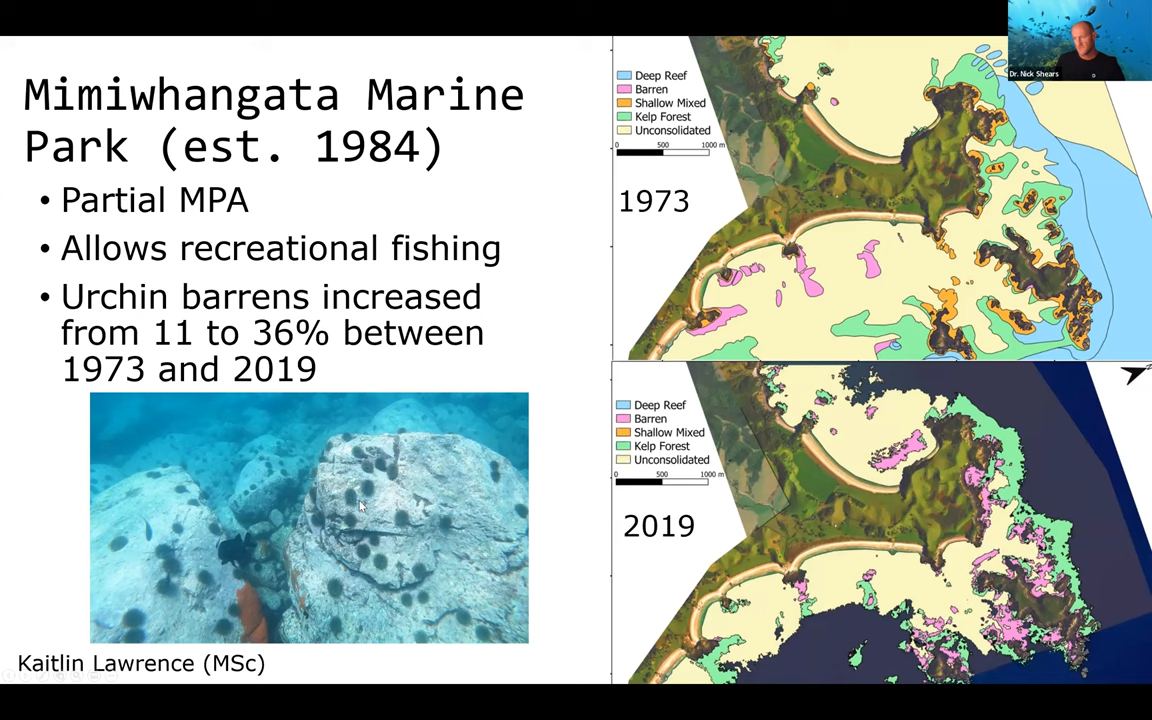 Mimiwhangata Marine
Park (est. 1984)
• Partial MPA
• Allows recreational fishing
• Urchin barrens increased
from 11 to 36% between
1973 and 2019
Kaitlin Lawrence (MSc)
Deep Reef
Barren
Shallow Mixed
Kelp Forest
Unconsolidated
0 500 1000 m
1973
Deep Reef
Barren
Shallow Mixed
Kelp Forest
Unconsolidated
0 500 1000 m
2019
Dr. Nick Shears